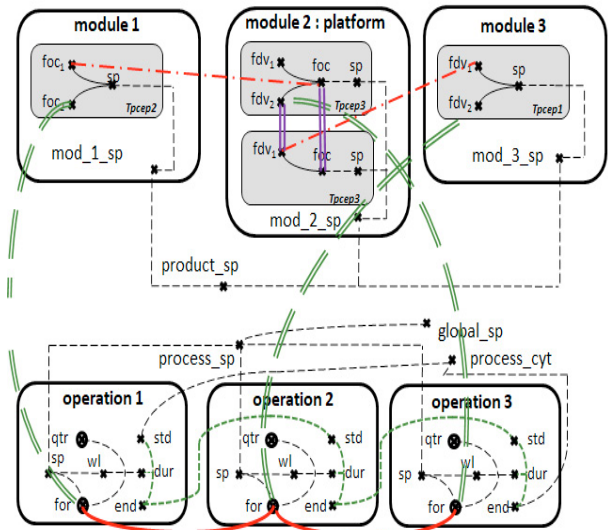 module 1
foc1
sp
foc2
Tpcep2
mod_1_sp
module 2 : platform
fdv1
foc
sp
fdv2
Tpcep3
fdv1
foc
sp
Tpcep3
mod_2_sp
module 3
fdv1
sp
fdv2
Tpcep1
mod_3_sp
product_sp
global_sp
process_sp
process_cyt
operation 1
qtr
std
sp
wl
dur
for
end
operation 2
qtr
std
sp
wl
dur
for
end
operation 3
qtr
std
sp
wl
dur
for
end